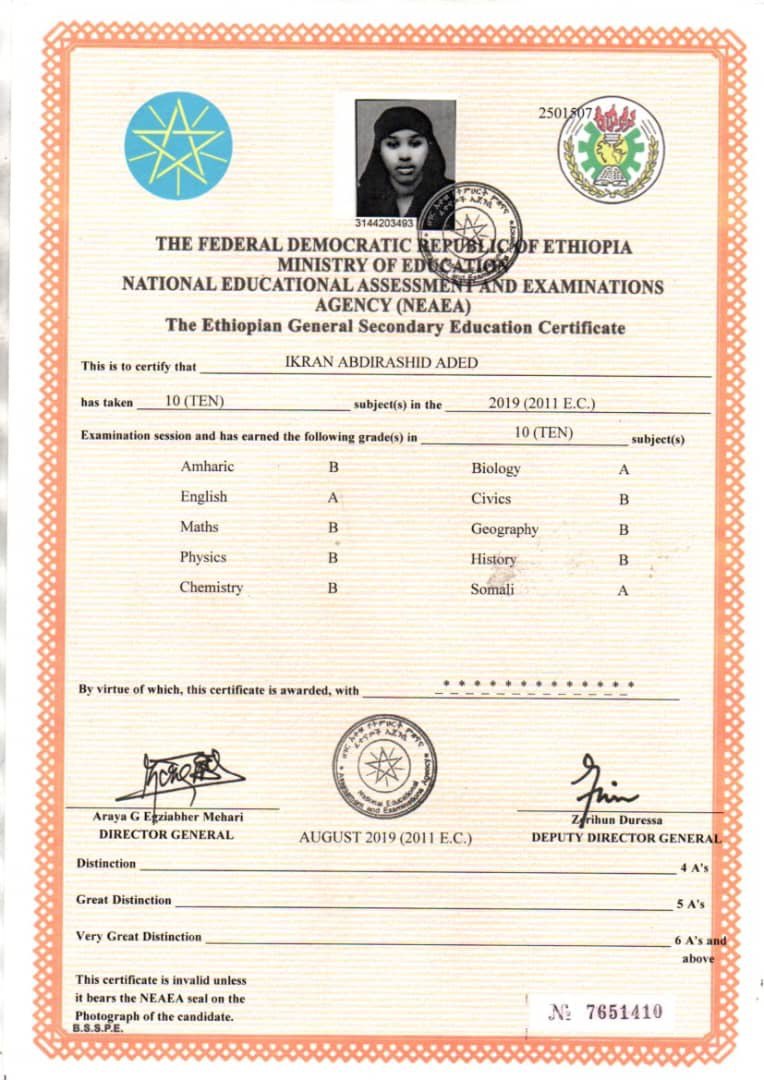 2501507
3144203493
THE FEDERAL DEMOCRATIC REPUBLIC OF ETHIOPIA
MINISTRY OF EDUCATION
NATIONAL EDUCATIONAL ASSESSMENT AND EXAMINATIONS
AGENCY (NEAEA)
The Ethiopian General Secondary Education Certificate
This is to certify that IKRAN ABDIRASHID ADED
has taken 10 (TEN) subject(s) in the 2019 (2011 E.C.)
Examination session and has earned the following grade(s) in 10 (TEN) subject(s)
Amharic B Biology A
English A Civics B
Maths B Geography B
Physics B History B
Chemistry B Somali A
By virtue of which, this certificate is awarded, with * * * * * * * * * * * * *
National Educational
Assessment and Examinations Agency
Araya G Egziabher Mehari
DIRECTOR GENERAL
AUGUST 2019 (2011 E.C.)
Zerihun Duressa
DEPUTY DIRECTOR GENERAL
Distinction 4 A's
Great Distinction 5 A's
Very Great Distinction 6 A's and
above
This certificate is invalid unless
it bears the NEAEA seal on the
Photograph of the candidate.
B.S.S.P.E.
№ 7651410